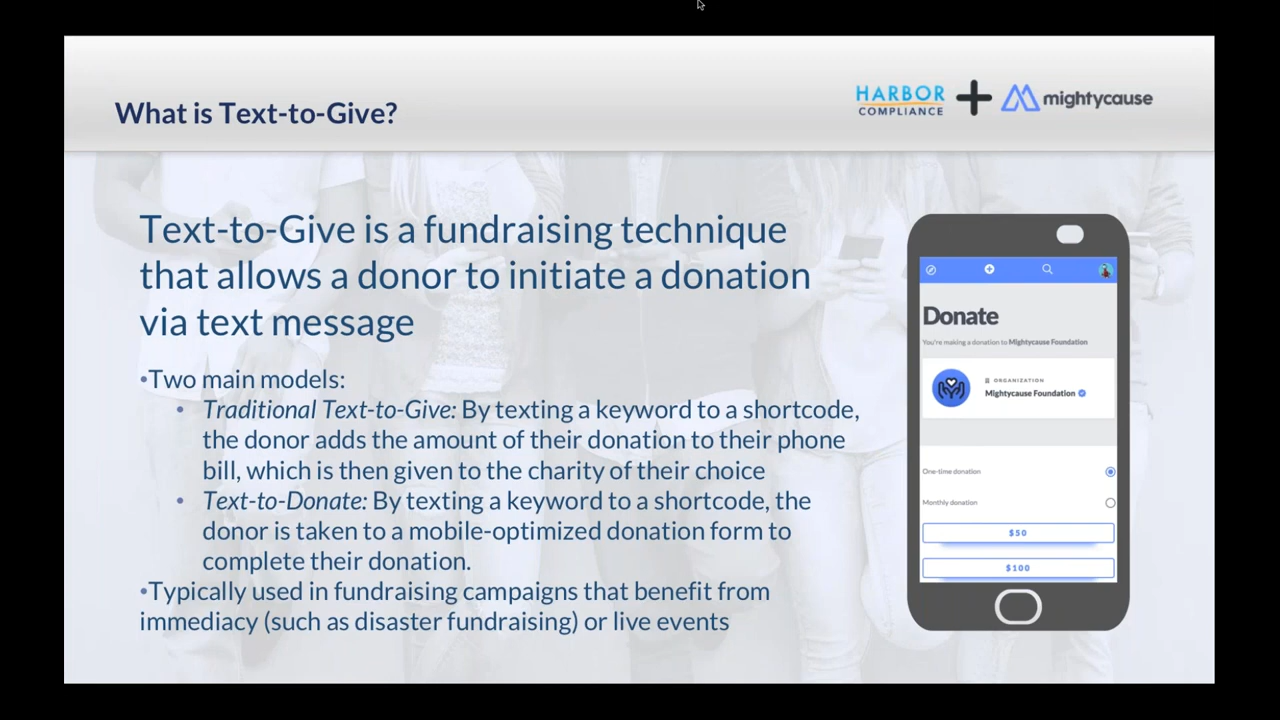 What is Text-to-Give?
HARBOR
COMPLIANCE
mightycause
Text-to-Give is a fundraising technique
that allows a donor to initiate a donation
via text message
•Two main models:
• Traditional Text-to-Give: By texting a keyword to a shortcode,
the donor adds the amount of their donation to their phone
bill, which is then given to the charity of their choice
• Text-to-Donate: By texting a keyword to a shortcode, the
donor is taken to a mobile-optimized donation form to
complete their donation.
•Typically used in fundraising campaigns that benefit from
immediacy (such as disaster fundraising) or live events
Donate
You're making a donation to Mightycause Foundation
ORGANIZATION
Mightycause Foundation
One-time donation
Monthly donation
$50
$100